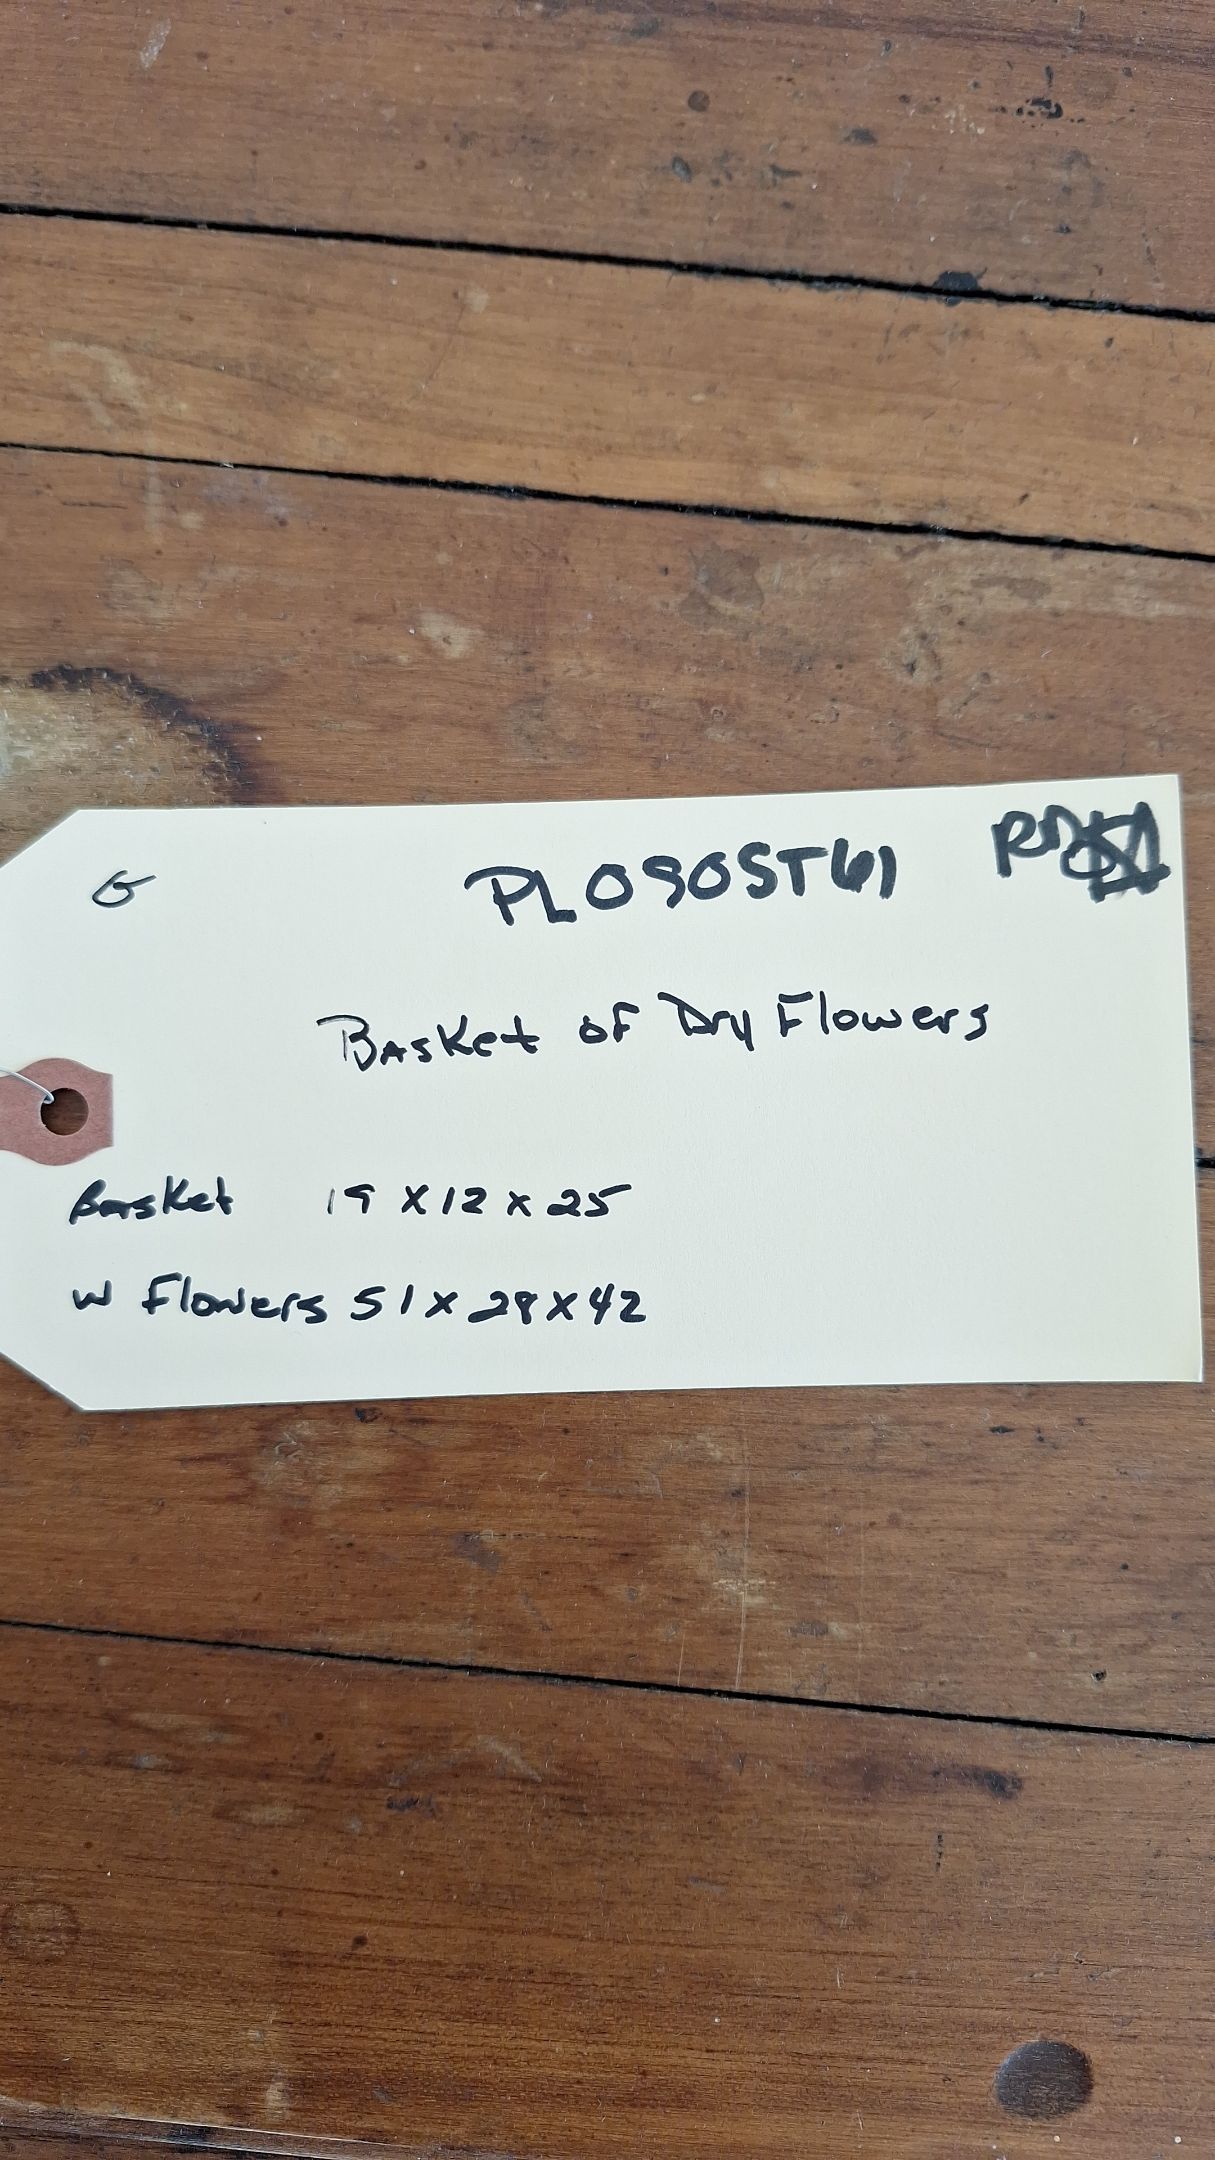 G PL090ST61
Basket of Dry Flowers
Basket 19 x 12 x 25
w Flowers 51 x 28 x 42